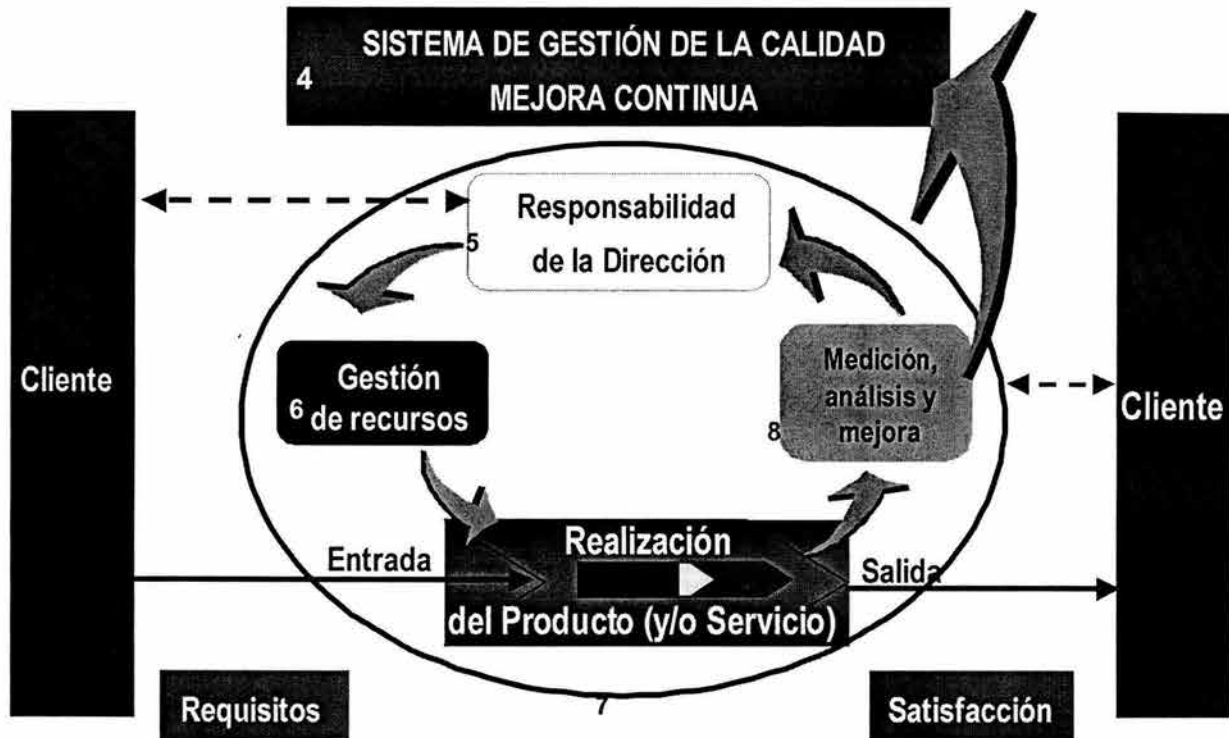 SISTEMA DE GESTIÓN DE LA CALIDAD
4
MEJORA CONTINUA
Responsabilidad
5
de la Dirección
Cliente
Gestión
6 de recursos
Medición,
análisis y
8 mejora
Cliente
Entrada
Realización
Salida
del Producto (y/o Servicio)
Requisitos
7
Satisfacción